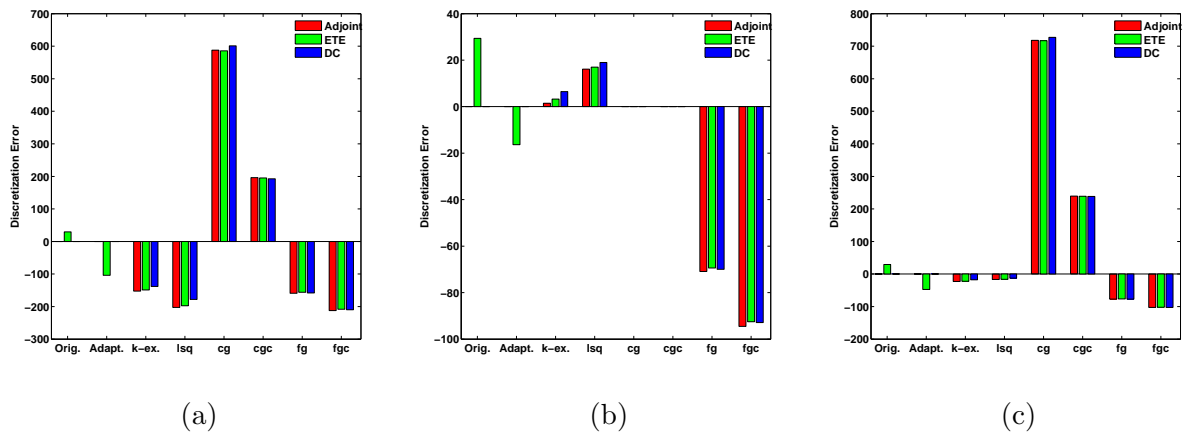 700
600
500
400
300
200
100
0
−100
−200
−300
Discretization Error
Adjoint
ETE
DC
Orig. Adapt. k−ex. lsq cg cgc fg fgc
(a)
40
20
0
−20
−40
−60
−80
−100
Discretization Error
Adjoint
ETE
DC
Orig. Adapt. k−ex. lsq cg cgc fg fgc
(b)
800
700
600
500
400
300
200
100
0
−100
−200
Discretization Error
Adjoint
ETE
DC
Orig. Adapt. k−ex. lsq cg cgc fg fgc
(c)